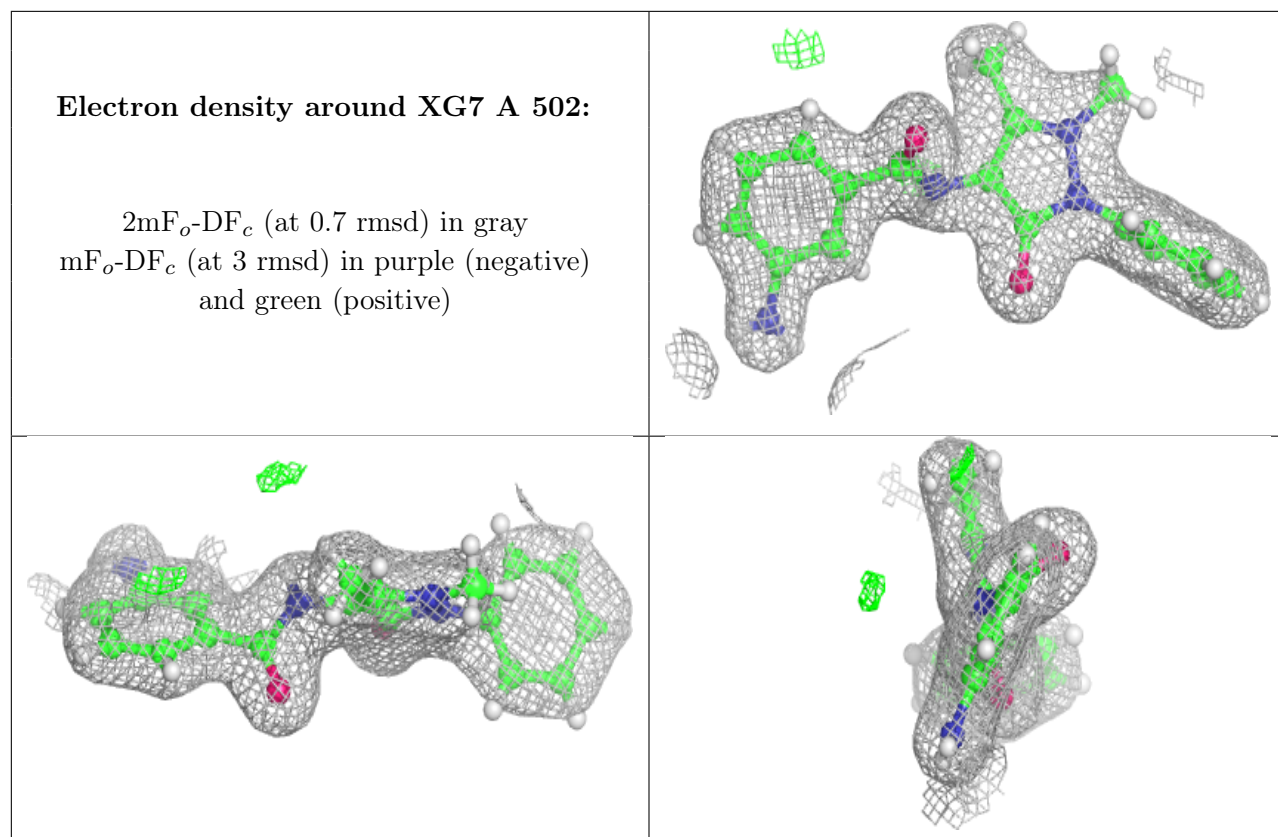 Electron density around XG7 A 502:
2mFo-DFc (at 0.7 rmsd) in gray
mFo-DFc (at 3 rmsd) in purple (negative)
and green (positive)